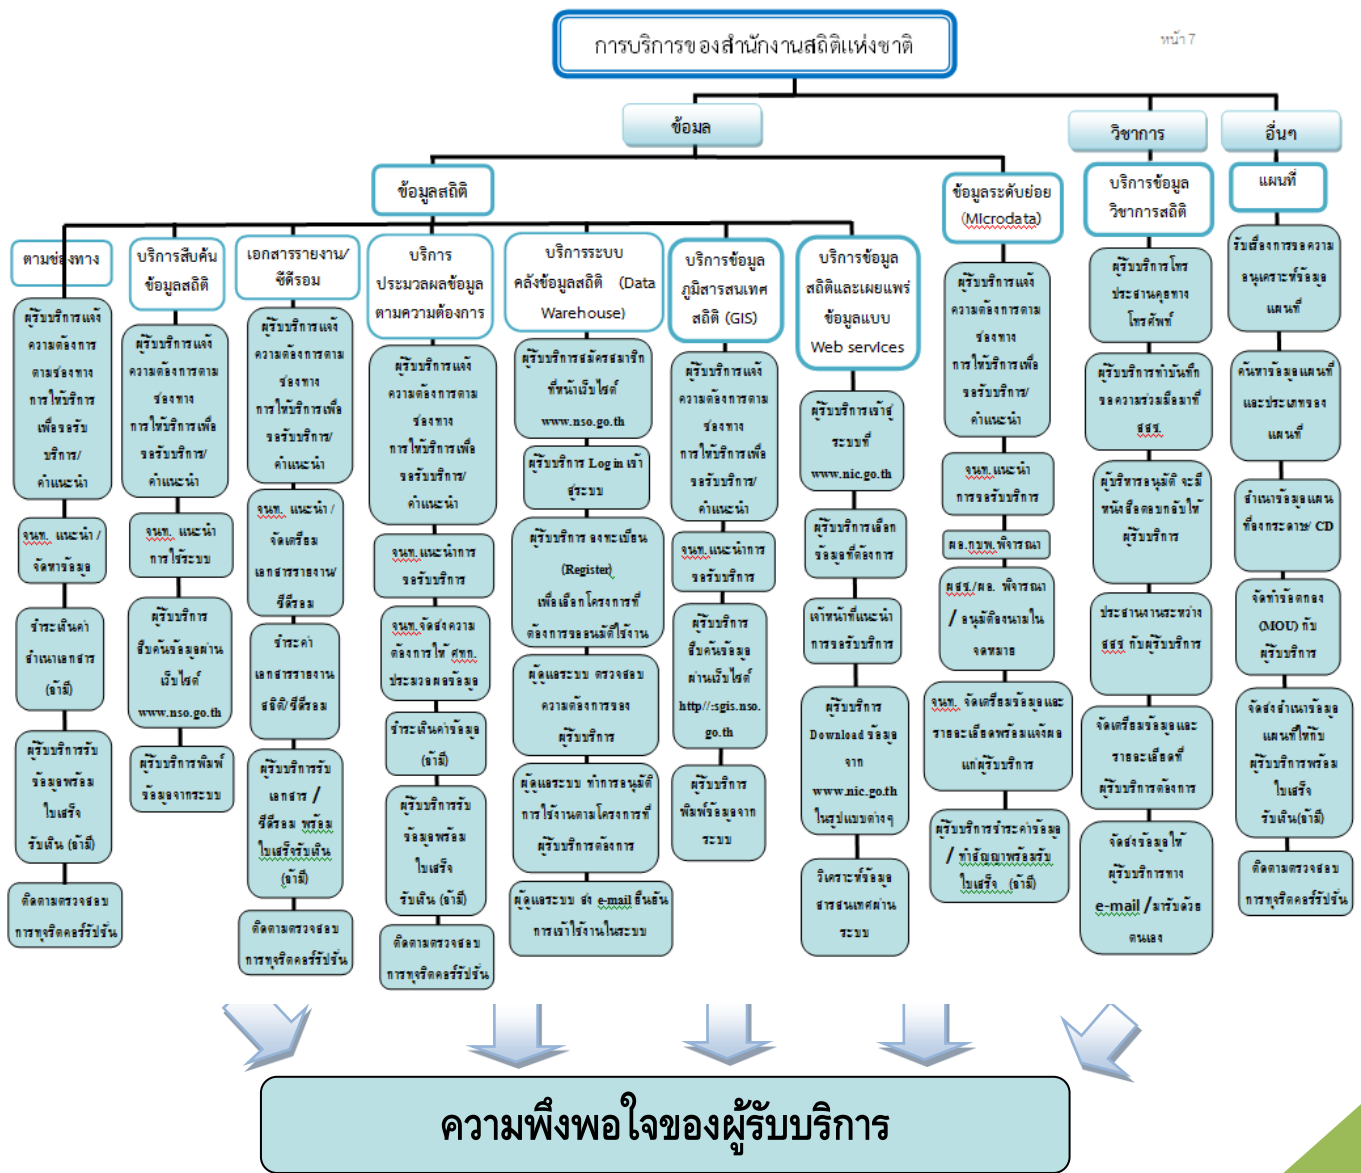 การบริการของสำนักงานสถิติแห่งชาติ
หน้า 7
ข้อมล
วิชาการ
อื่นๆ
ข้อมูลสถิติ
ข้อมูลระดับย่อย
(Microdata)
บริการข้อมูล
วิชาการสถิติ
แผนที่
ตามช่องทาง
ผู้รับบริการแจ้ง
ความต้องการ
ตามช่องทาง
การให้บริการ
เพื่อขอรับ
บริการ/
คำแนะนำ
จนท. แนะนำ /
จัดหาข้อมูล
ชำระเงินค่า
สำเนาเอกสาร
(ถ้ามี)
ผู้รับบริการรับ
ข้อมูลพร้อม
ใบเสร็จ
รับเงิน (ถ้ามี)
ติดตามตรวจสอบ
การทุจริตคอร์รัปชั่น
บริการสืบค้น
ข้อมูลสถิติ
ผู้รับบริการแจ้ง
ความต้องการตาม
ช่องทาง
การให้บริการเพื่อ
ขอรับบริการ/
คำแนะนำ
จนท. แนะนำ
การใช้ระบบ
ผู้รับบริการ
สืบค้นข้อมูลผ่าน
เว็บไซต์
www.nso.go.th
ผู้รับบริการพิมพ์
ข้อมูลจากระบบ
เอกสารรายงาน/
ซีดีรอม
ผู้รับบริการแจ้ง
ความต้องการตาม
ช่องทาง
การให้บริการเพื่อ
ขอรับบริการ/
คำแนะนำ
จนท. แนะนำ /
จัดเตรียม
เอกสารรายงาน/
ซีดีรอม
ชำระค่า
เอกสารรายงาน
สถิติ/ซีดีรอม
ผู้รับบริการรับ
เอกสาร /
ซีดีรอม พร้อม
ใบเสร็จรับเงิน
(ถ้ามี)
ติดตามตรวจสอบ
การทุจริตคอร์รัปชั่น
บริการ
ประมวลผลข้อมูล
ตามความต้องการ
ผู้รับบริการแจ้ง
ความต้องการตาม
ช่องทาง
การให้บริการเพื่อ
ขอรับบริการ/
คำแนะนำ
จนท.แนะนำการ
ขอรับบริการ
จนท.จัดส่งความ
ต้องการให้ ศทก.
ประมวลผลข้อมูล
ชำระเงินค่าข้อมูล
(ถ้ามี)
ผู้รับบริการรับ
ข้อมูลพร้อม
ใบเสร็จ
รับเงิน (ถ้ามี)
ติดตามตรวจสอบ
การทุจริตคอร์รัปชั่น
บริการระบบ
คลังข้อมูลสถิติ (Data
Warehouse)
ผู้รับบริการสมัครสมาชิก
ที่หน้าเว็บไซต์
www.nso.go.th
ผู้รับบริการ Log in เข้า
สู่ระบบ
ผู้รับบริการ ลงทะเบียน
(Register)
เพื่อเลือกโครงการที่
ต้องการขออนุมัติใช้งาน
ผู้ดูแลระบบ ตรวจสอบ
ความต้องการของ
ผู้รับบริการ
ผู้ดูแลระบบ ทำการอนุมัติ
การใช้งานตามโครงการที่
ผู้รับบริการต้องการ
ผู้ดูแลระบบ ส่ง e-mail ยืนยัน
การเข้าใช้งานในระบบ
บริการข้อมูล
ภูมิสารสนเทศ
สถิติ (GIS)
ผู้รับบริการแจ้ง
ความต้องการตาม
ช่องทาง
การให้บริการเพื่อ
ขอรับบริการ/
คำแนะนำ
จนท.แนะนำการ
ขอรับบริการ
ผู้รับบริการ
สืบค้นข้อมูล
ผ่านเว็บไซต์
http//:sgis.nso.
go.th
ผู้รับบริการ
พิมพ์ข้อมูลจาก
ระบบ
บริการข้อมูล
สถิติและเผยแพร่
ข้อมูลแบบ
Web services
ผู้รับบริการเข้าสู่
ระบบที่
www.nic.go.th
ผู้รับบริการเลือก
ข้อมูลที่ต้องการ
เจ้าหน้าที่แนะนำ
การขอรับบริการ
ผู้รับบริการ
Download ข้อมูล
จาก
www.nic.go.th
ในรูปแบบต่างๆ
วิเคราะห์ข้อมูล
สารสนเทศผ่าน
ระบบ
ผู้รับบริการแจ้ง
ความต้องการตาม
ช่องทาง
การให้บริการเพื่อ
ขอรับบริการ/
คำแนะนำ
จนท.แนะนำ
การขอรับบริการ
ผอ.กบพ.พิจารณา
ผสช./ผอ. พิจารณา
/ อนุมัติลงนามใน
จดหมาย
จนท. จัดเตรียมข้อมูลและ
รายละเอียดพร้อมแจ้งผล
แก่ผู้รับบริการ
ผู้รับบริการชำระค่าข้อมูล
/ ทำสัญญาพร้อมรับ
ใบเสร็จ (ถ้ามี)
ผู้รับบริการโทร
ประสานคุยทาง
โทรศัพท์
ผู้รับบริการทำบันทึก
ขอความร่วมมือมาที่
สสช.
ผู้บริหารอนุมัติ จะมี
หนังสือตอบกลับให้
ผู้รับบริการ
ประสานงานระหว่าง
สสช กับผู้รับบริการ
จัดเตรียมข้อมูลและ
รายละเอียดที่
ผู้รับบริการต้องการ
จัดส่งข้อมูลให้
ผู้รับบริการทาง
e-mail /มารับด้วย
ตนเอง
รับเรื่องการขอความ
อนุเคราะห์ข้อมูล
แผนที่
ค้นหาข้อมูลแผนที่
และประเภทของ
แผนที่
สำเนาข้อมูลแผน
ที่ลงกระดาษ/ CD
จัดทำข้อตกลง
(MOU) กับ
ผู้รับบริการ
จัดส่งสำเนาข้อมูล
แผนที่ให้กับ
ผู้รับบริการพร้อม
ใบเสร็จ
รับเงิน(ถ้ามี)
ติดตามตรวจสอบ
การทุจริตคอร์รัปชั่น
ความพึงพอใจของผู้รับบริการ